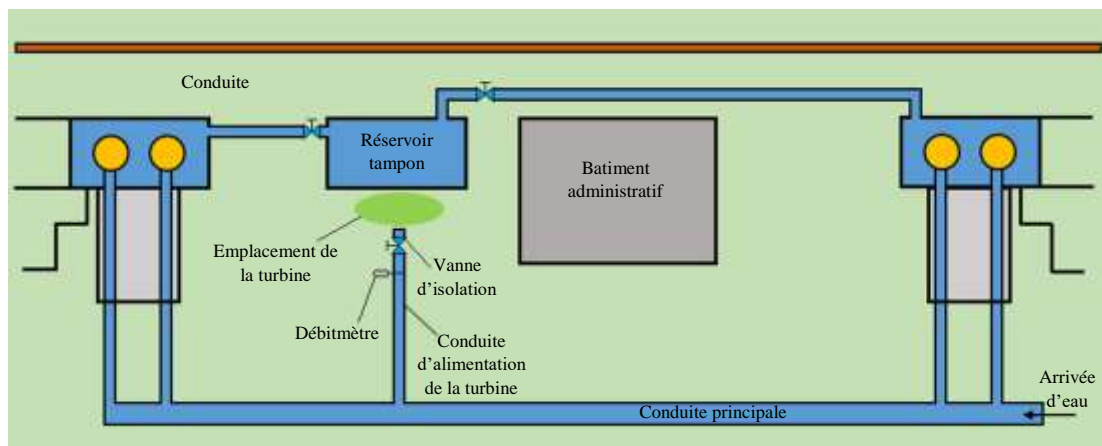 Conduite
Réservoir
tampon
Batiment
administratif
Emplacement de
la turbine
Vanne
d’isolation
Débitmètre
Conduite
d’alimentation
de la turbine
Arrivée
d’eau
Conduite principale